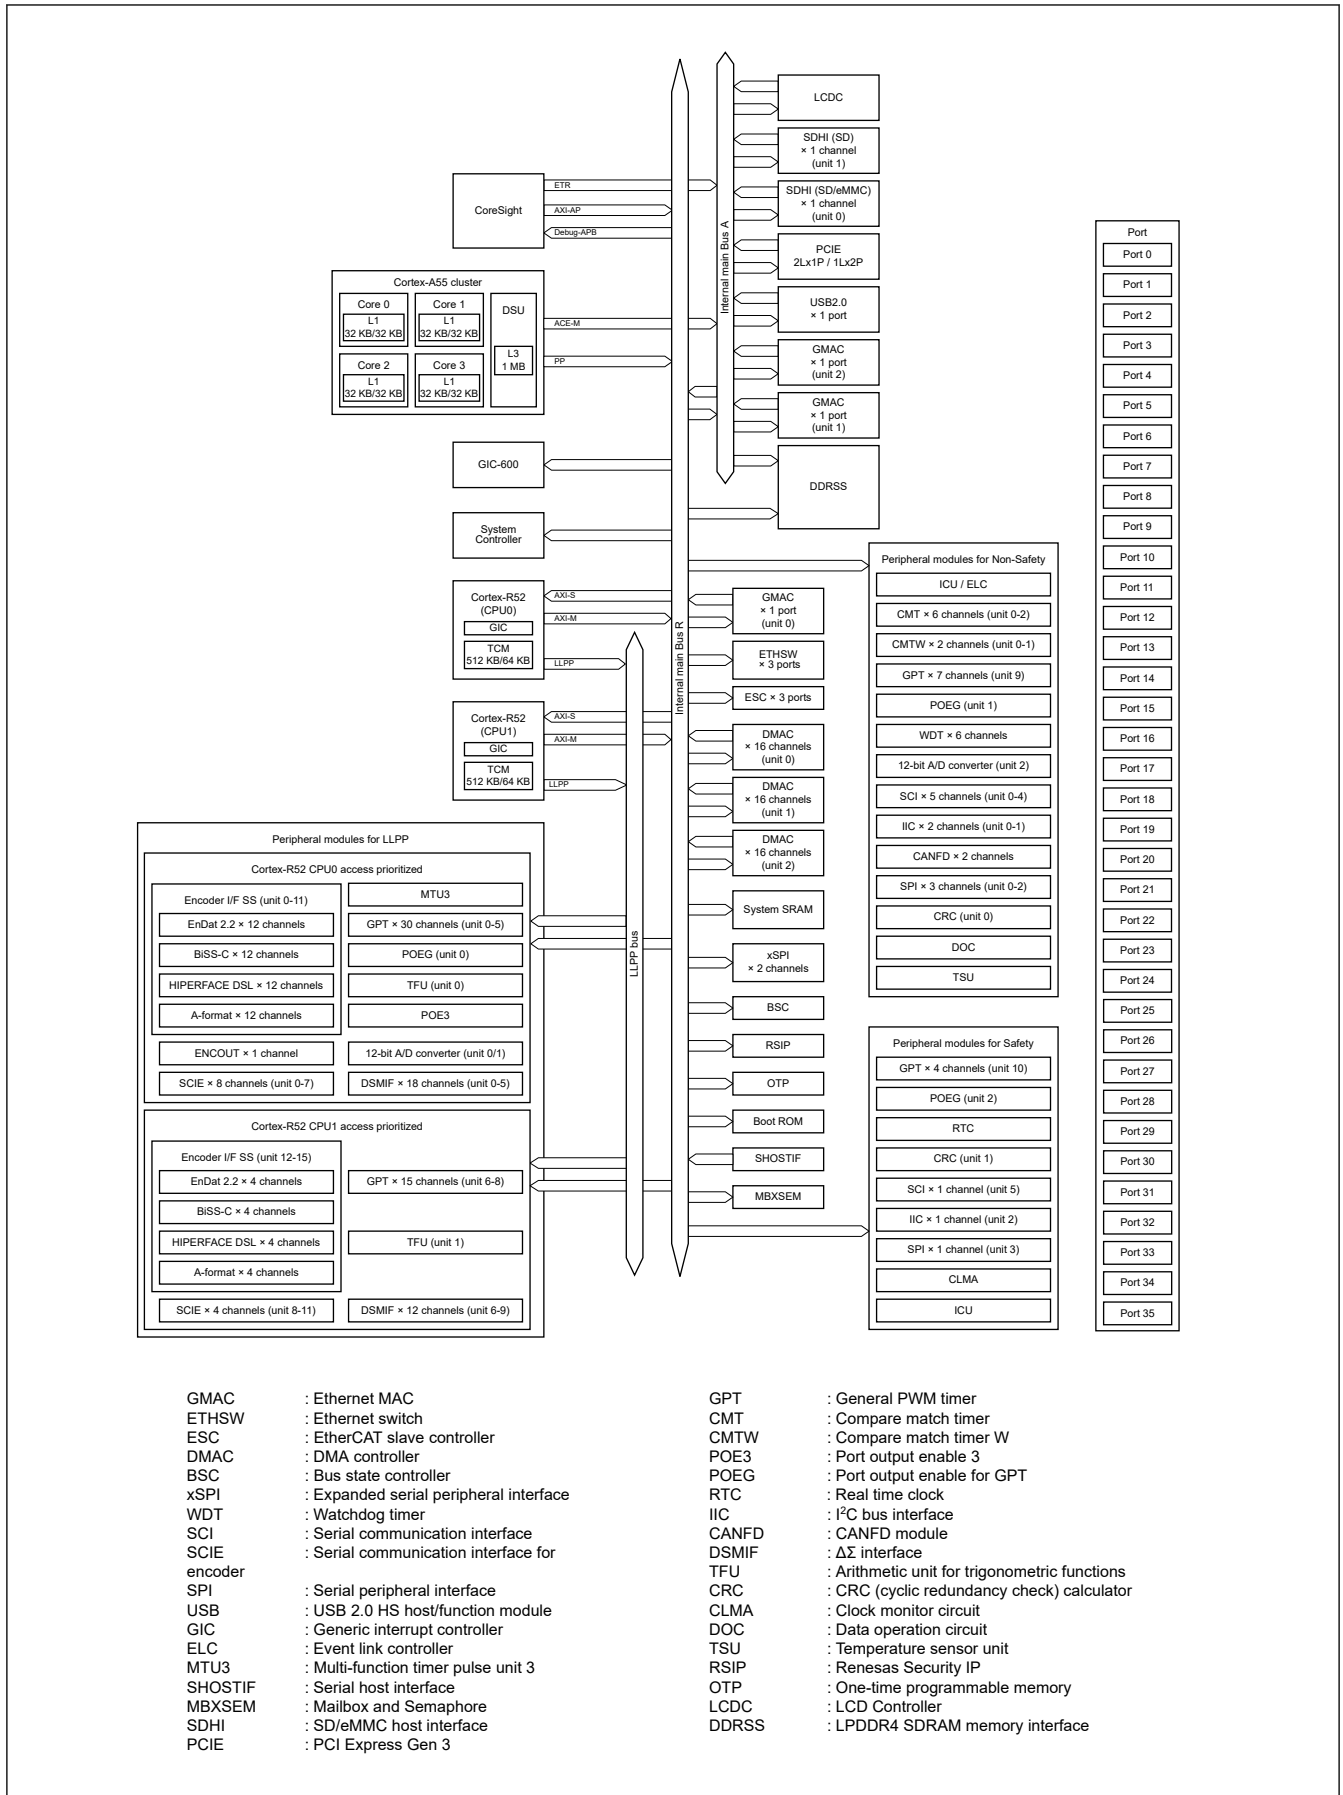 LCDC
SDHI (SD)
× 1 channel
(unit 1)
SDHI (SD/eMMC)
× 1 channel
(unit 0)
PCIE
2Lx1P / 1Lx2P
USB2.0
× 1 port
GMAC
× 1 port
(unit 2)
GMAC
× 1 port
(unit 1)
DDRSS
Internal main Bus A
CoreSight
ETR
AXI-AP
Debug-APB
Cortex-A55 cluster
Core 0
L1
32 KB/32 KB
Core 1
L1
32 KB/32 KB
Core 2
L1
32 KB/32 KB
Core 3
L1
32 KB/32 KB
DSU
L3
1 MB
ACE-M
PP
GIC-600
System
Controller
Cortex-R52
(CPU0)
GIC
TCM
512 KB/64 KB
AXI-S
AXI-M
LLPP
Cortex-R52
(CPU1)
GIC
TCM
512 KB/64 KB
AXI-S
AXI-M
LLPP
Internal main Bus R
LLPP bus
GMAC
× 1 port
(unit 0)
ETHSW
× 3 ports
ESC × 3 ports
DMAC
× 16 channels
(unit 0)
DMAC
× 16 channels
(unit 1)
DMAC
× 16 channels
(unit 2)
System SRAM
xSPI
× 2 channels
BSC
RSIP
OTP
Boot ROM
SHOSTIF
MBXSEM
Peripheral modules for LLPP
Cortex-R52 CPU0 access prioritized
Encoder I/F SS (unit 0-11)
EnDat 2.2 × 12 channels
BiSS-C × 12 channels
HIPERFACE DSL × 12 channels
A-format × 12 channels
ENCOUT × 1 channel
SCIE × 8 channels (unit 0-7)
MTU3
GPT × 30 channels (unit 0-5)
POEG (unit 0)
TFU (unit 0)
POE3
12-bit A/D converter (unit 0/1)
DSMIF × 18 channels (unit 0-5)
Cortex-R52 CPU1 access prioritized
Encoder I/F SS (unit 12-15)
EnDat 2.2 × 4 channels
BiSS-C × 4 channels
HIPERFACE DSL × 4 channels
A-format × 4 channels
SCIE × 4 channels (unit 8-11)
GPT × 15 channels (unit 6-8)
TFU (unit 1)
DSMIF × 12 channels (unit 6-9)
Peripheral modules for Non-Safety
ICU / ELC
CMT × 6 channels (unit 0-2)
CMTW × 2 channels (unit 0-1)
GPT × 7 channels (unit 9)
POEG (unit 1)
WDT × 6 channels
12-bit A/D converter (unit 2)
SCI × 5 channels (unit 0-4)
IIC × 2 channels (unit 0-1)
CANFD × 2 channels
SPI × 3 channels (unit 0-2)
CRC (unit 0)
DOC
TSU
Peripheral modules for Safety
GPT × 4 channels (unit 10)
POEG (unit 2)
RTC
CRC (unit 1)
SCI × 1 channel (unit 5)
IIC × 1 channel (unit 2)
SPI × 1 channel (unit 3)
CLMA
ICU
Port
Port 0
Port 1
Port 2
Port 3
Port 4
Port 5
Port 6
Port 7
Port 8
Port 9
Port 10
Port 11
Port 12
Port 13
Port 14
Port 15
Port 16
Port 17
Port 18
Port 19
Port 20
Port 21
Port 22
Port 23
Port 24
Port 25
Port 26
Port 27
Port 28
Port 29
Port 30
Port 31
Port 32
Port 33
Port 34
Port 35
GMAC : Ethernet MAC
ETHSW : Ethernet switch
ESC : EtherCAT slave controller
DMAC : DMA controller
BSC : Bus state controller
xSPI : Expanded serial peripheral interface
WDT : Watchdog timer
SCI : Serial communication interface
SCIE : Serial communication interface for
encoder
SPI : Serial peripheral interface
USB : USB 2.0 HS host/function module
GIC : Generic interrupt controller
ELC : Event link controller
MTU3 : Multi-function timer pulse unit 3
SHOSTIF : Serial host interface
MBXSEM : Mailbox and Semaphore
SDHI : SD/eMMC host interface
PCIE : PCI Express Gen 3
GPT : General PWM timer
CMT : Compare match timer
CMTW : Compare match timer W
POE3 : Port output enable 3
POEG : Port output enable for GPT
RTC : Real time clock
IIC : I²C bus interface
CANFD : CANFD module
DSMIF : ΔΣ interface
TFU : Arithmetic unit for trigonometric functions
CRC : CRC (cyclic redundancy check) calculator
CLMA : Clock monitor circuit
DOC : Data operation circuit
TSU : Temperature sensor unit
RSIP : Renesas Security IP
OTP : One-time programmable memory
LCDC : LCD Controller
DDRSS : LPDDR4 SDRAM memory interface